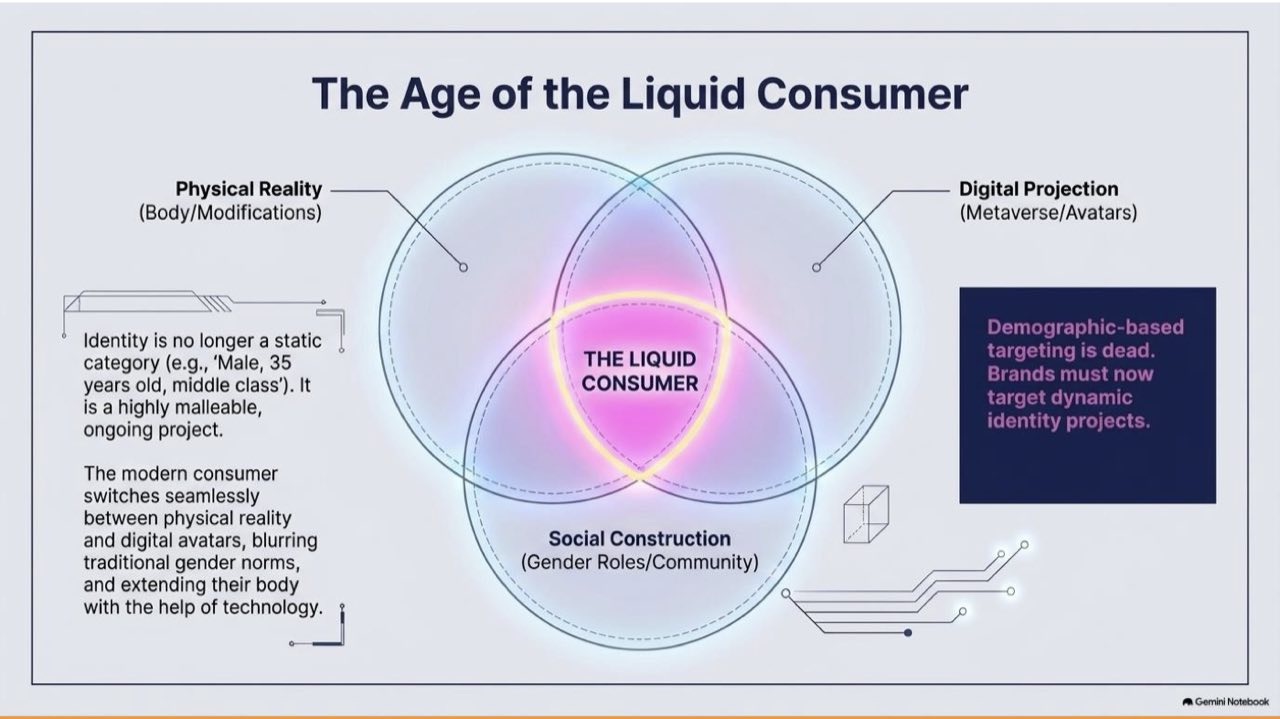 The Age of the Liquid Consumer
Physical Reality
(Body/Modifications)
Digital Projection
(Metaverse/Avatars)
Identity is no longer a static
category (e.g., ‘Male, 35
years old, middle class’). It
is a highly malleable,
ongoing project.
The modern consumer
switches seamlessly
between physical reality
and digital avatars, blurring
traditional gender norms,
and extending their body
with the help of technology.
THE LIQUID
CONSUMER
Demographic-based
targeting is dead.
Brands must now
target dynamic
identity projects.
Social Construction
(Gender Roles/Community)
Gemini Notebook